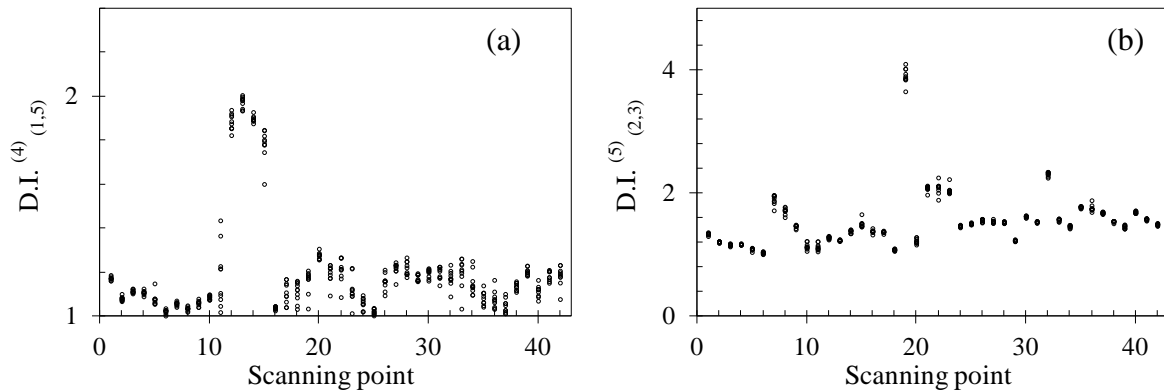 (a)
2
1
D.I. (4) (1,5)
0 10 20 30 40
Scanning point
(b)
4
2
0
D.I. (5) (2,3)
0 10 20 30 40
Scanning point